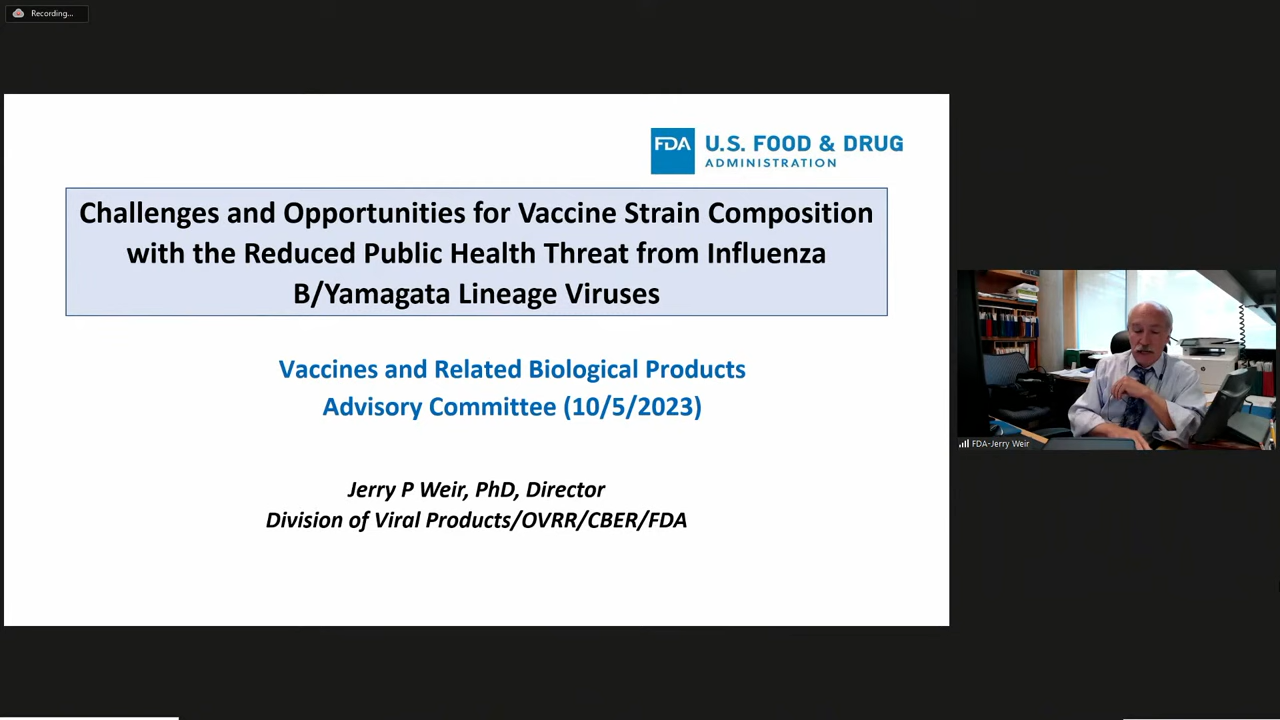 Recording...
FDA
U.S. FOOD & DRUG
ADMINISTRATION
Challenges and Opportunities for Vaccine Strain Composition
with the Reduced Public Health Threat from Influenza
B/Yamagata Lineage Viruses
Vaccines and Related Biological Products
Advisory Committee (10/5/2023)
Jerry P Weir, PhD, Director
Division of Viral Products/OVRR/CBER/FDA
FDA-Jerry Weir